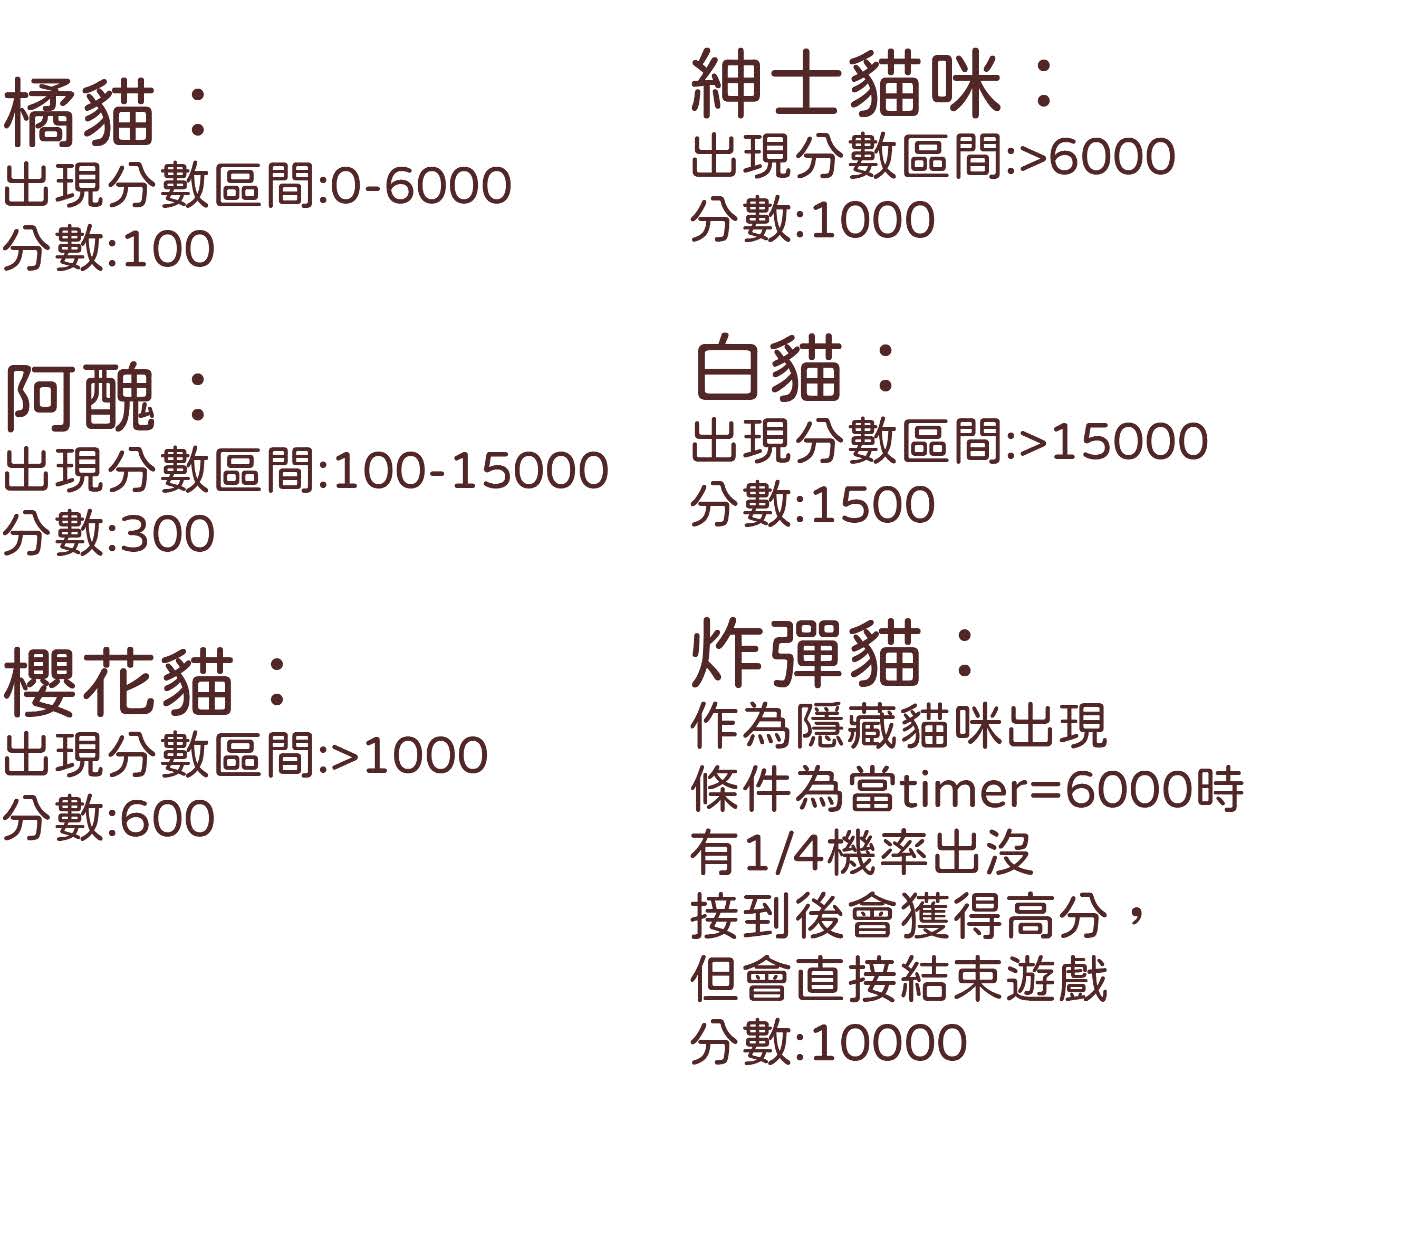 橘貓：
出現分數區間:0-6000
分數:100
阿醜：
出現分數區間:100-15000
分數:300
櫻花貓：
出現分數區間:>1000
分數:600
紳士貓咪：
出現分數區間:>6000
分數:1000
白貓：
出現分數區間:>15000
分數:1500
炸彈貓：
作為隱藏貓咪出現
條件為當timer=6000時
有1/4機率出沒
接到後會獲得高分，
但會直接結束遊戲
分數:10000